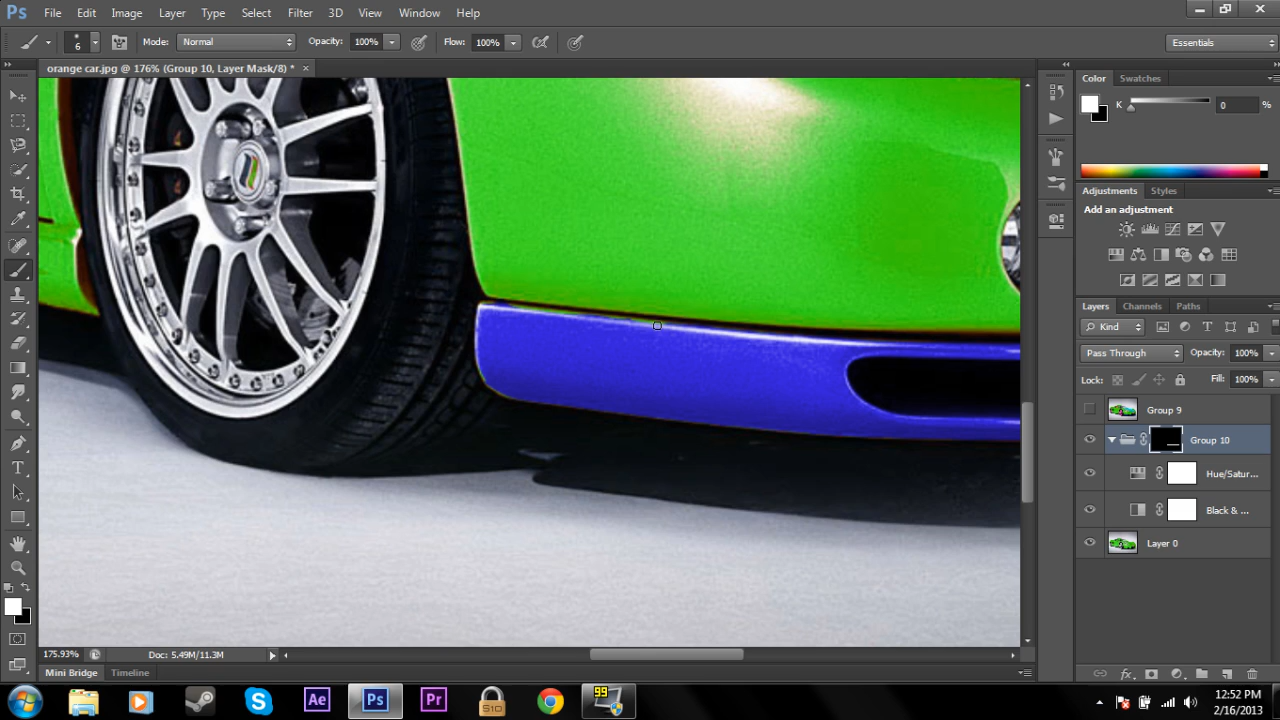 Ps File Edit Image Layer Type Select Filter 3D View Window Help
6 Mode: Normal Opacity: 100% Flow: 100% Essentials
orange car.jpg @ 176% (Group 10, Layer Mask/8) * ×
Color Swatches
K 0 %
Adjustments Styles
Add an adjustment
Layers Channels Paths
Kind
Pass Through Opacity: 100%
Lock: Fill: 100%
Group 9
Group 10
Hue/Satur...
Black & ...
Layer 0
175.93% Doc: 5.49M/11.3M
Mini Bridge Timeline
Ae Ps Pr S10 99
12:52 PM
2/16/2013